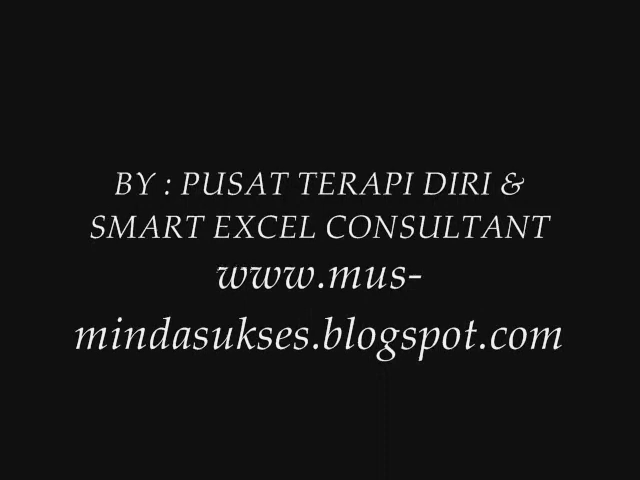 BY : PUSAT TERAPI DIRI &
SMART EXCEL CONSULTANT
www.mus-
mindasukses.blogspot.com